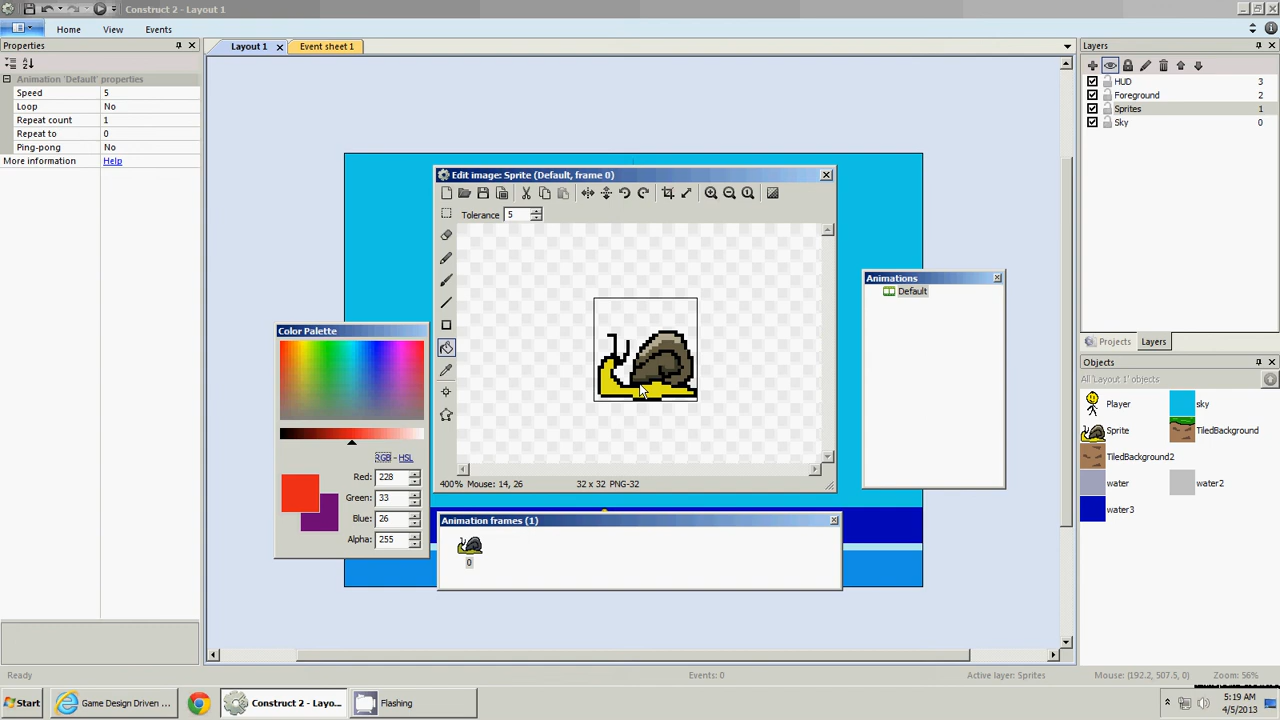 Construct 2 - Layout 1
Home View Events
Properties
Layout 1 Event sheet 1
Layers
Animation 'Default' properties
Speed 5
Loop No
Repeat count 1
Repeat to 0
Ping-pong No
More information Help
HUD 3
Foreground 2
Sprites 1
Sky 0
Edit image: Sprite (Default, frame 0)
Tolerance 5
Animations
Default
Color Palette
RGB - HSL
Red: 228
Green: 33
Blue: 26
Alpha: 255
400% Mouse: 14, 26 32 x 32 PNG-32
Animation frames (1)
0
Projects Layers
Objects
All 'Layout 1' objects
Player sky
Sprite TiledBackground
TiledBackground2
water water2
water3
Ready Events: 0 Active layer: Sprites Mouse: (192.2, 507.5, 0) Zoom: 56%
Start Game Design Driven ... Construct 2 - Layo... Flashing
5:19 AM
4/5/2013